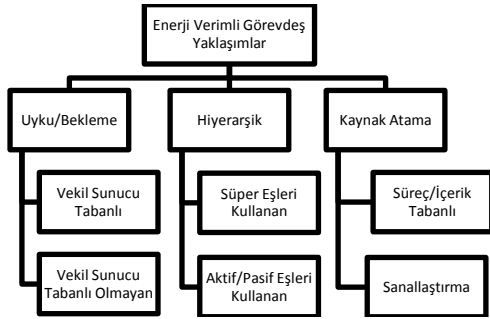 Enerji Verimli Görevdeş
Yaklaşımlar
Uyku/Bekleme
Hiyerarşik
Kaynak Atama
Vekil Sunucu
Tabanlı
Süper Eşleri
Kullanan
Süreç/İçerik
Tabanlı
Vekil Sunucu
Tabanlı Olmayan
Aktif/Pasif Eşleri
Kullanan
Sanallaştırma